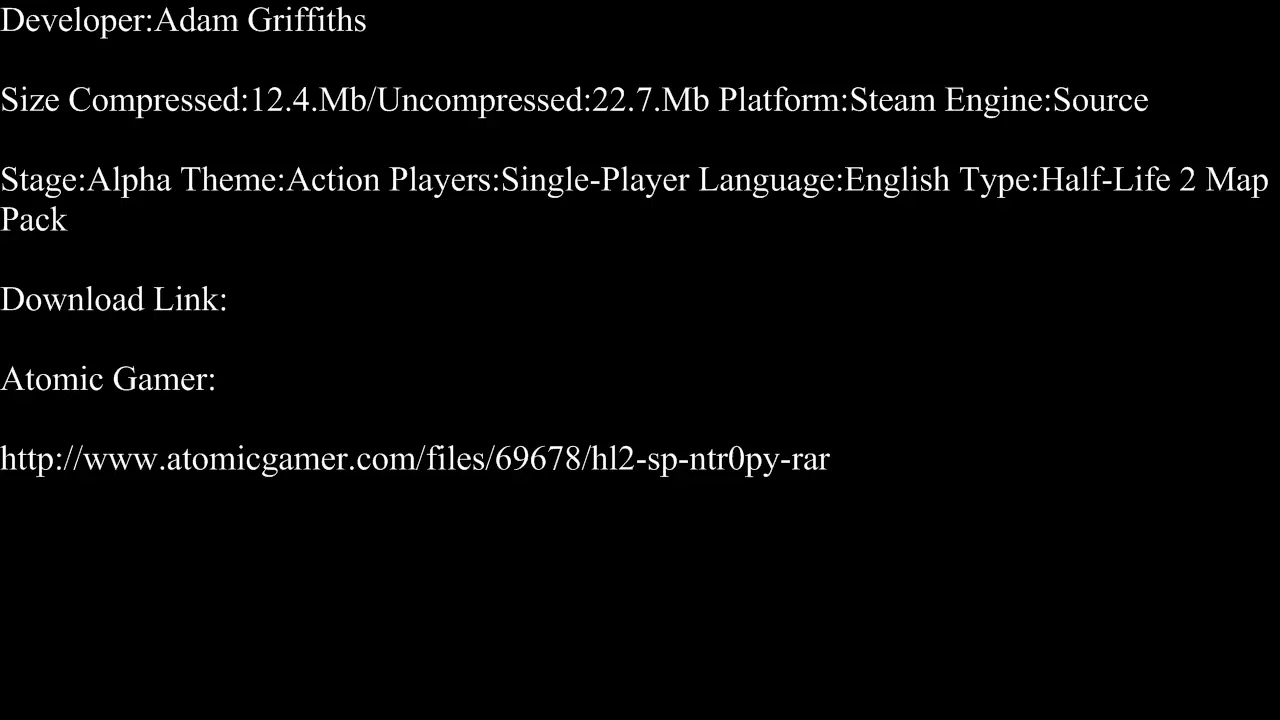 Developer:Adam Griffiths
Size Compressed:12.4.Mb/Uncompressed:22.7.Mb Platform:Steam Engine:Source
Stage:Alpha Theme:Action Players:Single-Player Language:English Type:Half-Life 2 Map
Pack
Download Link:
Atomic Gamer:
http://www.atomicgamer.com/files/69678/hl2-sp-ntr0py-rar